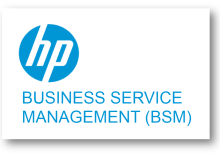 hp
BUSINESS SERVICE
MANAGEMENT (BSM)